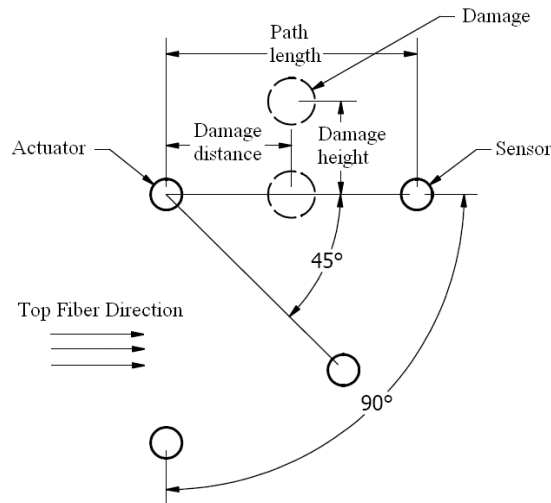 Damage
Path
length
Damage
distance
Damage
height
Actuator
Sensor
45°
Top Fiber Direction
90°